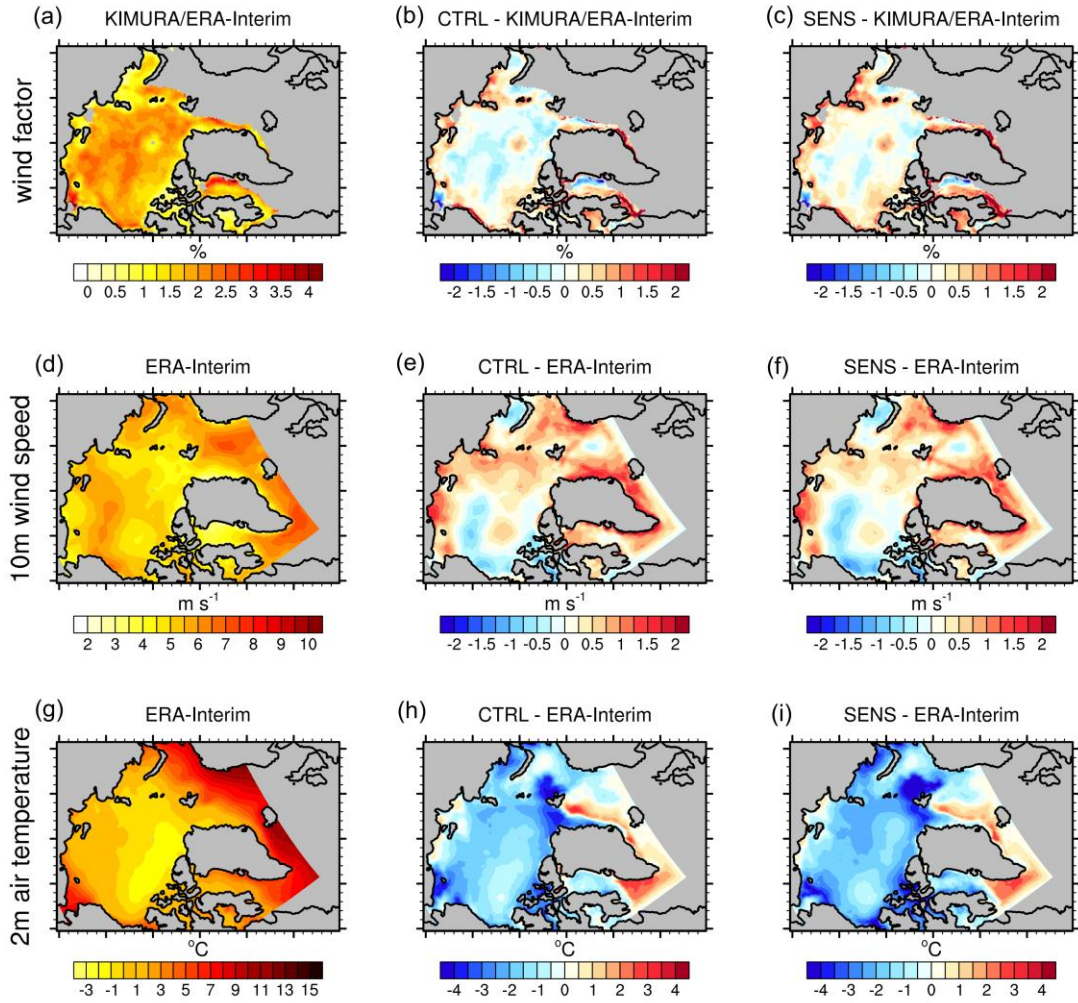 (a) KIMURA/ERA-Interim
(b) CTRL - KIMURA/ERA-Interim
(c) SENS - KIMURA/ERA-Interim
wind factor
%
0 0.5 1 1.5 2 2.5 3 3.5 4
%
-2 -1.5 -1 -0.5 0 0.5 1 1.5 2
%
-2 -1.5 -1 -0.5 0 0.5 1 1.5 2
(d) ERA-Interim
(e) CTRL - ERA-Interim
(f) SENS - ERA-Interim
10m wind speed
m s⁻¹
2 3 4 5 6 7 8 9 10
m s⁻¹
-2 -1.5 -1 -0.5 0 0.5 1 1.5 2
m s⁻¹
-2 -1.5 -1 -0.5 0 0.5 1 1.5 2
(g) ERA-Interim
(h) CTRL - ERA-Interim
(i) SENS - ERA-Interim
2m air temperature
°C
-3 -1 1 3 5 7 9 11 13 15
°C
-4 -3 -2 -1 0 1 2 3 4
°C
-4 -3 -2 -1 0 1 2 3 4